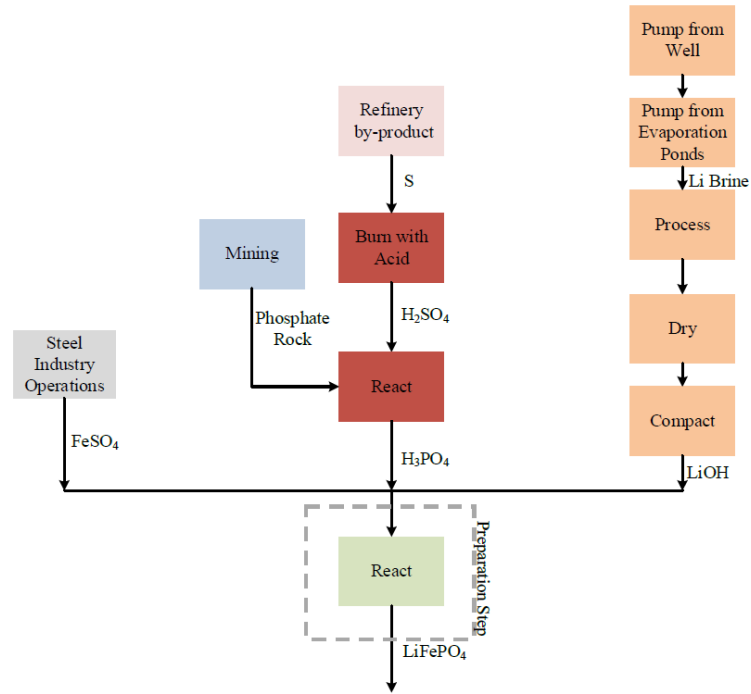 Pump from
Well
Pump from
Evaporation
Ponds
Li Brine
Process
Dry
Compact
LiOH
Refinery
by-product
S
Burn with
Acid
H₂SO₄
Mining
Phosphate
Rock
React
H₃PO₄
Steel
Industry
Operations
FeSO₄
React
Preparation Step
LiFePO₄